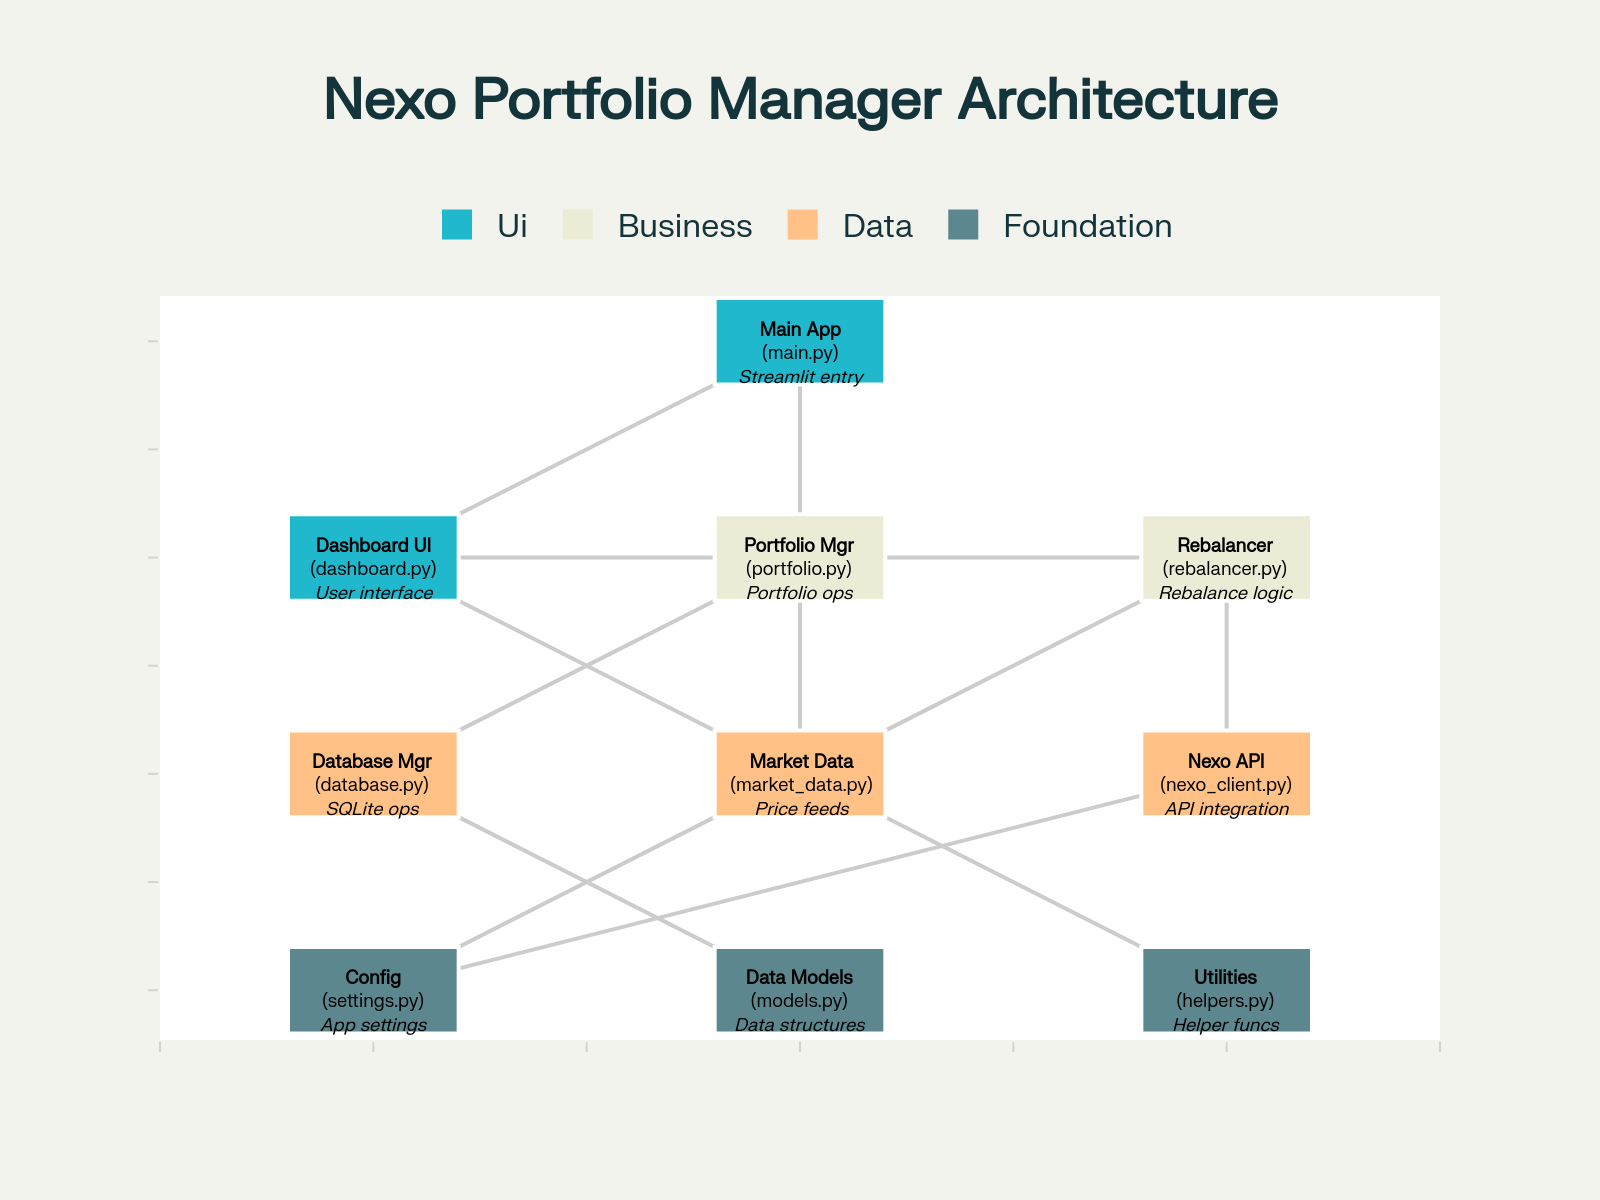 Nexo Portfolio Manager Architecture
Ui Business Data Foundation
Main App
(main.py)
Streamlit entry
Dashboard UI
(dashboard.py)
User interface
Portfolio Mgr
(portfolio.py)
Portfolio ops
Rebalancer
(rebalancer.py)
Rebalance logic
Database Mgr
(database.py)
SQLite ops
Market Data
(market_data.py)
Price feeds
Nexo API
(nexo_client.py)
API integration
Config
(settings.py)
App settings
Data Models
(models.py)
Data structures
Utilities
(helpers.py)
Helper funcs